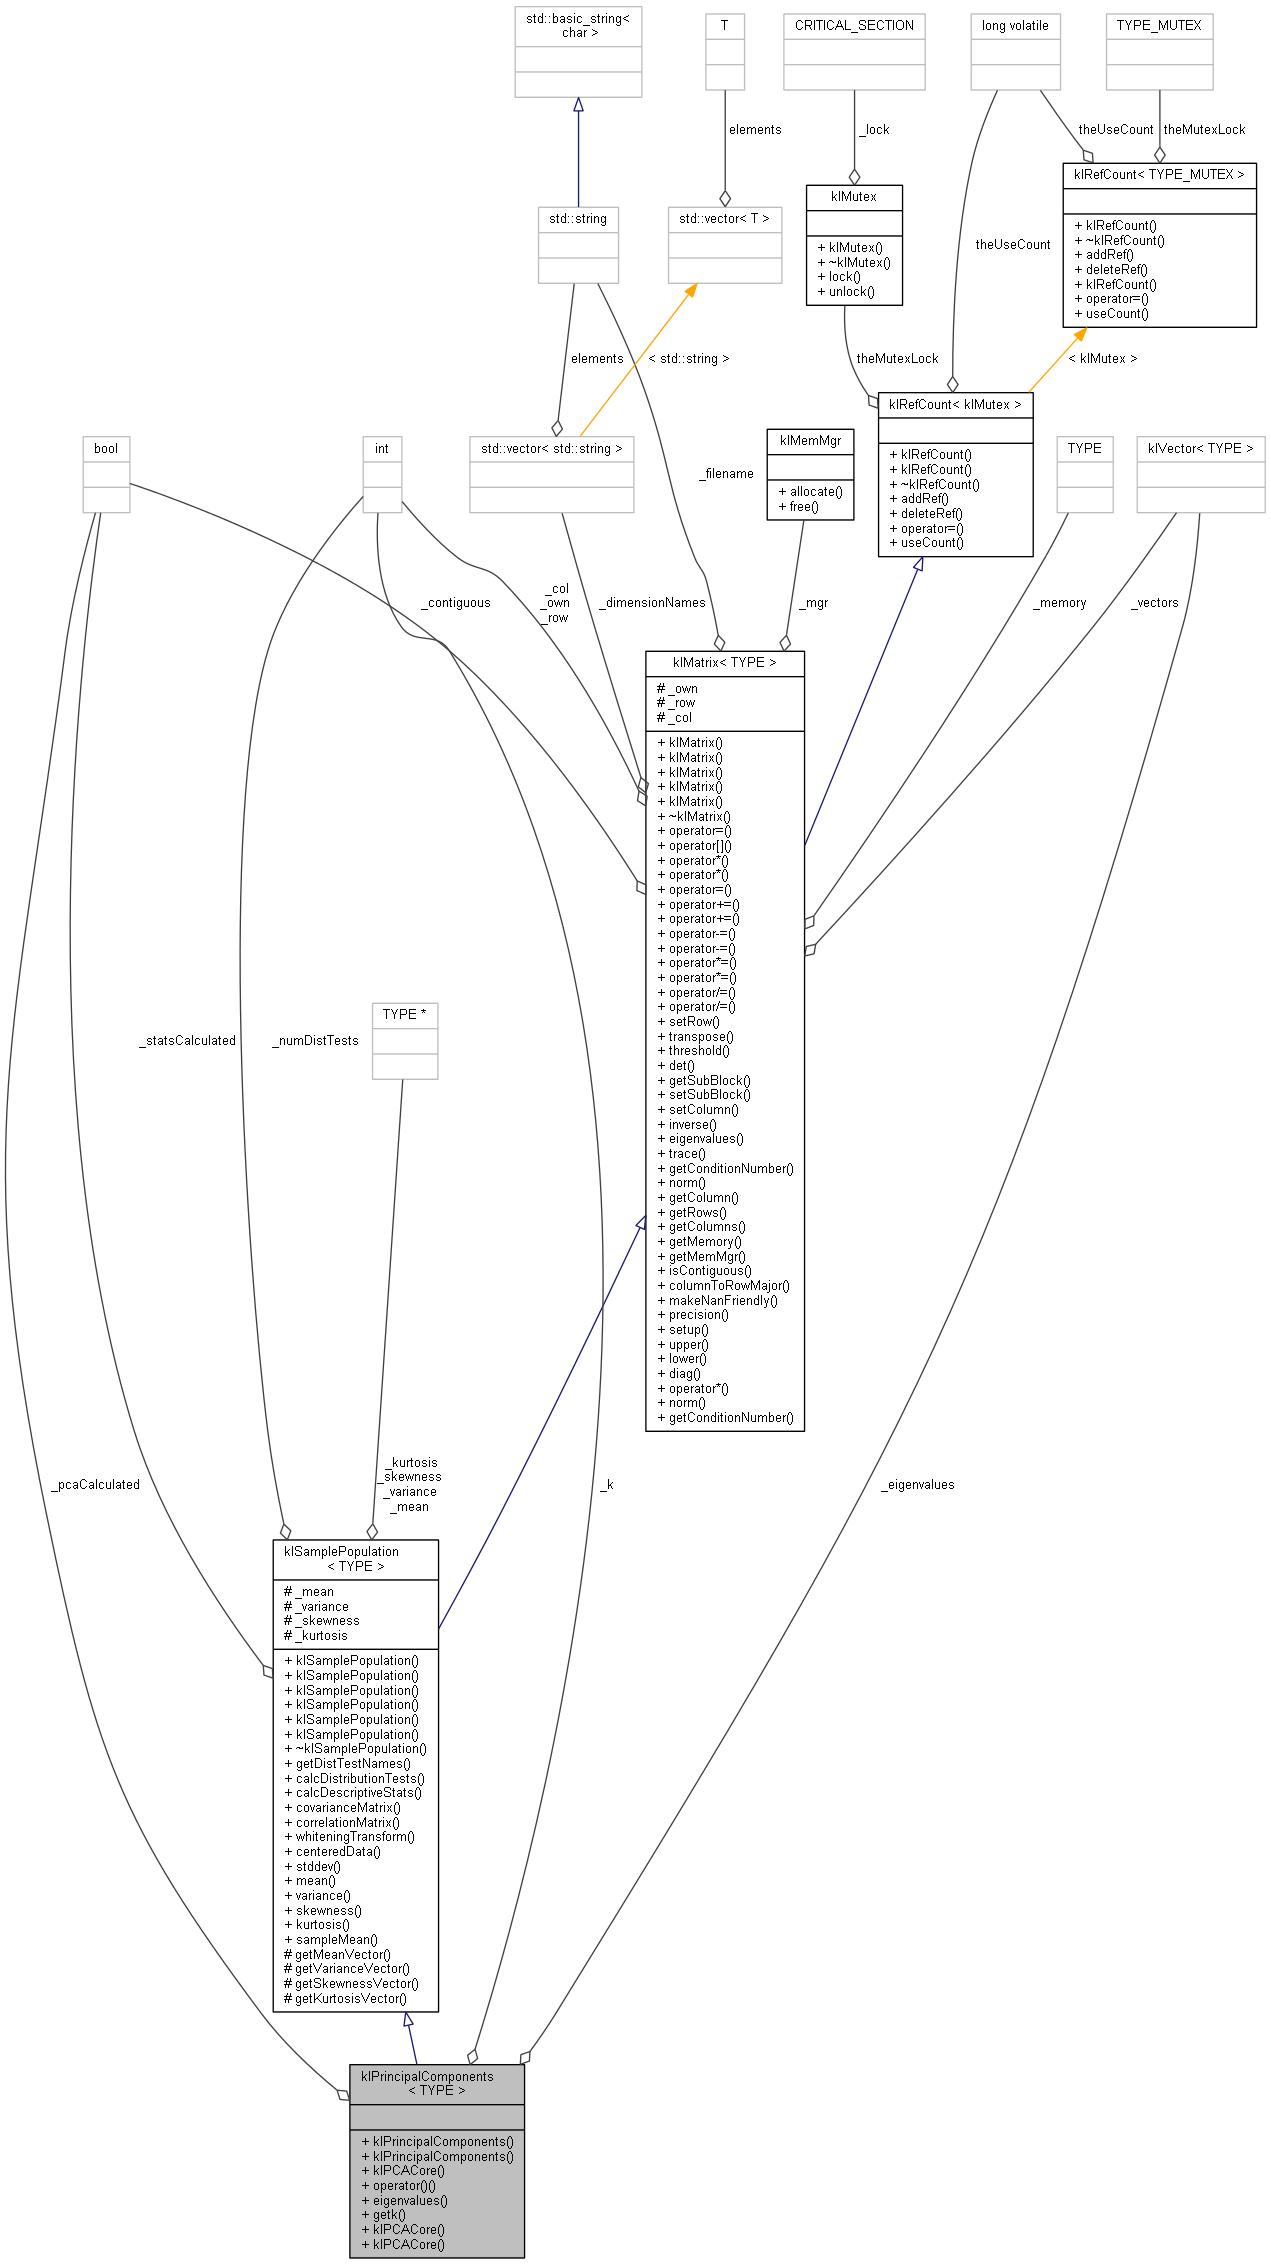 std::basic_string<
char >
T
CRITICAL_SECTION
long volatile
TYPE_MUTEX
elements
_lock
theUseCount
theMutexLock
klRefCount< TYPE_MUTEX >
+ klRefCount()
+ ~klRefCount()
+ addRef()
+ deleteRef()
+ klRefCount()
+ operator=()
+ useCount()
klMutex
+ klMutex()
+ ~klMutex()
+ lock()
+ unlock()
std::string
std::vector< T >
theUseCount
elements
< std::string >
theMutexLock
< klMutex >
klRefCount< klMutex >
+ klRefCount()
+ klRefCount()
+ ~klRefCount()
+ addRef()
+ deleteRef()
+ operator=()
+ useCount()
bool
int
std::vector< std::string >
_filename
klMemMgr
+ allocate()
+ free()
TYPE
klVector< TYPE >
_contiguous
_col
_own
_row
_dimensionNames
_mgr
_memory
_vectors
klMatrix< TYPE >
# _own
# _row
# _col
+ klMatrix()
+ klMatrix()
+ klMatrix()
+ klMatrix()
+ klMatrix()
+ ~klMatrix()
+ operator=()
+ operator[]()
+ operator*()
+ operator*()
+ operator=()
+ operator+=()
+ operator+=()
+ operator-=()
+ operator-=()
+ operator*=()
+ operator*=()
+ operator/=()
+ operator/=()
+ setRow()
+ transpose()
+ threshold()
+ det()
+ getSubBlock()
+ setSubBlock()
+ setColumn()
+ inverse()
+ eigenvalues()
+ trace()
+ getConditionNumber()
+ norm()
+ getColumn()
+ getRows()
+ getColumns()
+ getMemory()
+ getMemMgr()
+ isContiguous()
+ columnToRowMajor()
+ makeNanFriendly()
+ precision()
+ setup()
+ upper()
+ lower()
+ diag()
+ operator*()
+ norm()
+ getConditionNumber()
TYPE *
_statsCalculated
_numDistTests
_pcaCalculated
_kurtosis
_skewness
_variance
_mean
_k
_eigenvalues
klSamplePopulation
< TYPE >
# _mean
# _variance
# _skewness
# _kurtosis
+ klSamplePopulation()
+ klSamplePopulation()
+ klSamplePopulation()
+ klSamplePopulation()
+ klSamplePopulation()
+ klSamplePopulation()
+ ~klSamplePopulation()
+ getDistTestNames()
+ calcDistributionTests()
+ calcDescriptiveStats()
+ covarianceMatrix()
+ correlationMatrix()
+ whiteningTransform()
+ centeredData()
+ stddev()
+ mean()
+ variance()
+ skewness()
+ kurtosis()
+ sampleMean()
# getMeanVector()
# getVarianceVector()
# getSkewnessVector()
# getKurtosisVector()
klPrincipalComponents
< TYPE >
+ klPrincipalComponents()
+ klPrincipalComponents()
+ klPCACore()
+ operator()()
+ eigenvalues()
+ getk()
+ klPCACore()
+ klPCACore()